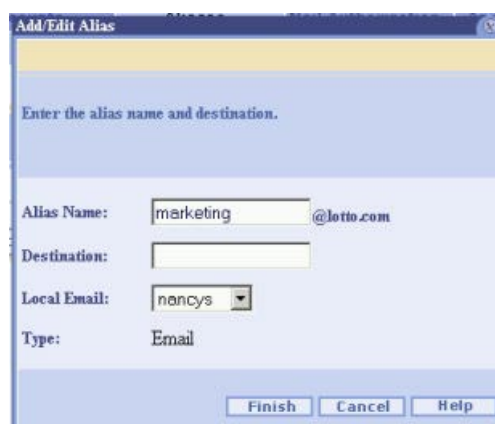 Add/Edit Alias
Enter the alias name and destination.
Alias Name: marketing @lotto.com
Destination:
Local Email: nancys
Type: Email
Finish Cancel Help